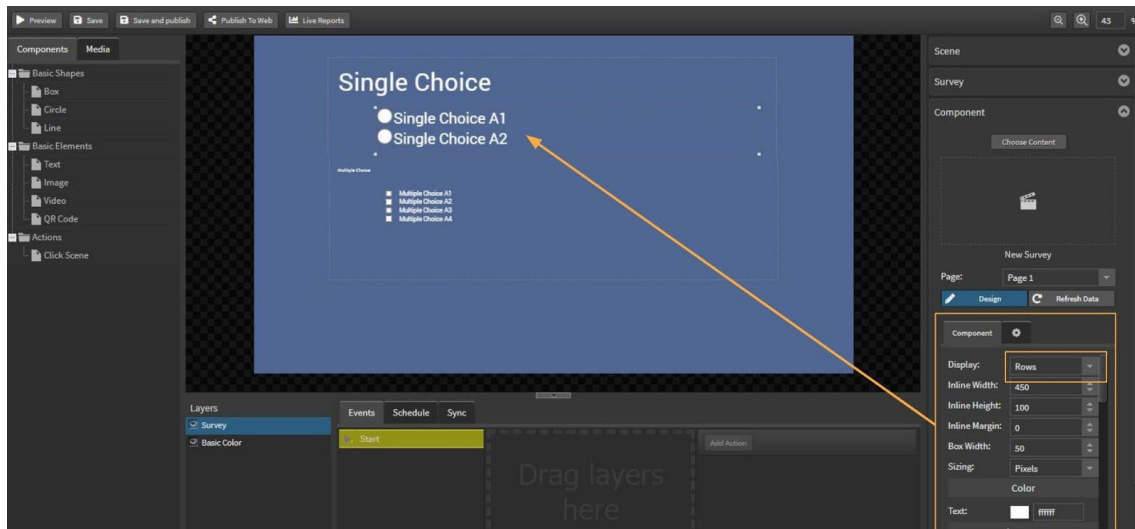 Preview Save Save and publish Publish To Web Live Reports 43 %
Components Media
Basic Shapes
Box
Circle
Line
Basic Elements
Text
Image
Video
QR Code
Actions
Click Scene
Single Choice
Single Choice A1
Single Choice A2
Multiple Choice
Multiple Choice A1
Multiple Choice A2
Multiple Choice A3
Multiple Choice A4
Layers
Survey
Basic Color
Events Schedule Sync
Start
Drag layers
here
Add Action
Scene
Survey
Component
Choose Content
New Survey
Page: Page 1
Design Refresh Data
Component
Display: Rows
Inline Width: 450
Inline Height: 100
Inline Margin: 0
Box Width: 50
Sizing: Pixels
Color
Text: ffffff